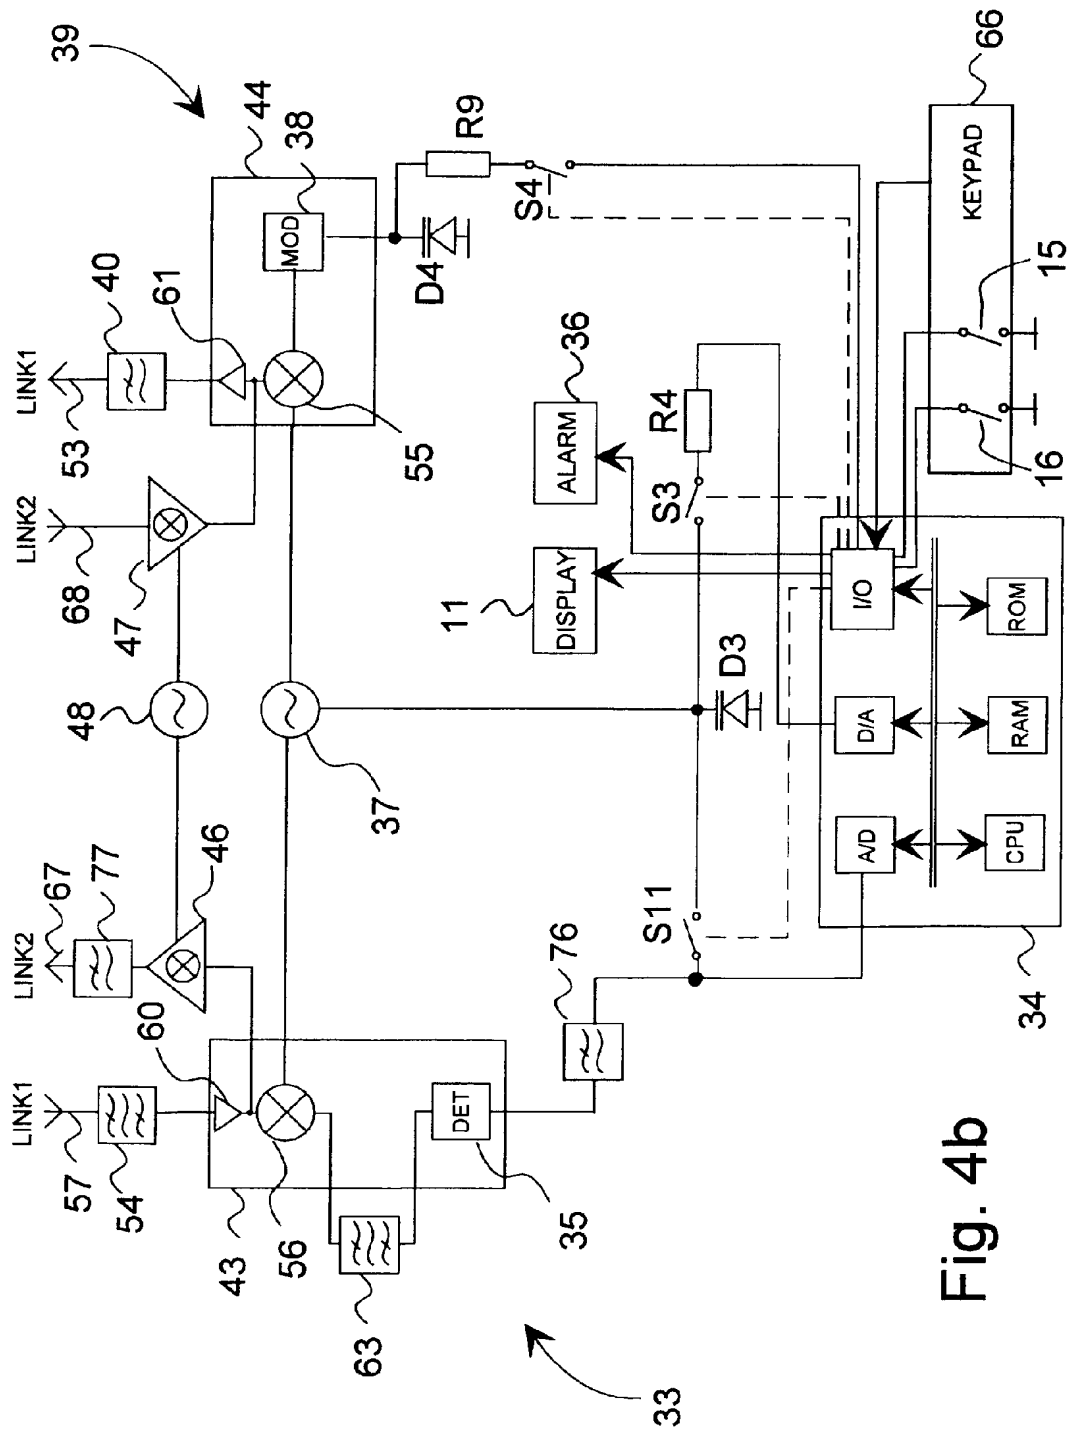 39
LINK1
53
40
61
44
MOD
38
55
R9
S4
D4
LINK2
68
47
48
37
LINK2
67
77
46
LINK1
57
54
60
43
56
63
DET
35
33
76
S11
D3
S3
R4
ALARM
36
DISPLAY
11
KEYPAD
66
15
16
I/O
D/A
A/D
ROM
RAM
CPU
34
Fig. 4b